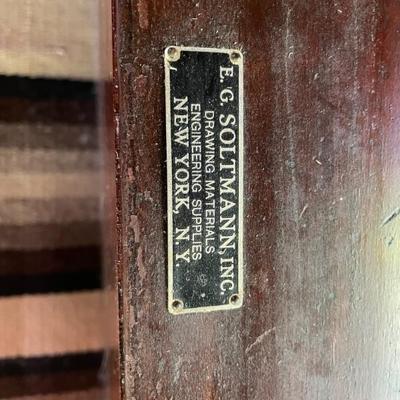 E. G. SOLTMANN, INC.
DRAWING MATERIALS
ENGINEERING SUPPLIES
NEW YORK, N. Y.